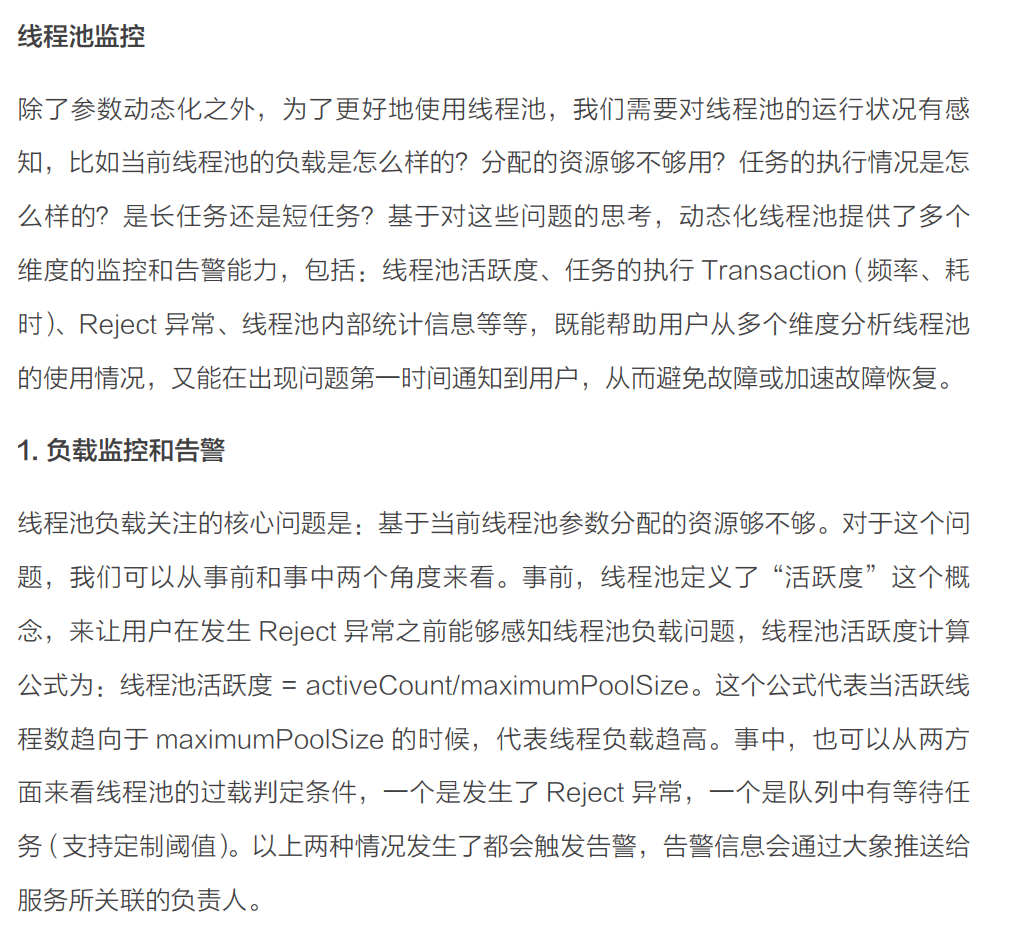 线程池监控
除了参数动态化之外，为了更好地使用线程池，我们需要对线程池的运行状况有感
知，比如当前线程池的负载是怎么样的？分配的资源够不够用？任务的执行情况是怎
么样的？是长任务还是短任务？基于对这些问题的思考，动态化线程池提供了多个
维度的监控和告警能力，包括：线程池活跃度、任务的执行 Transaction（频率、耗
时）、Reject 异常、线程池内部统计信息等等，既能帮助用户从多个维度分析线程池
的使用情况，又能在出现问题第一时间通知到用户，从而避免故障或加速故障恢复。
1. 负载监控和告警
线程池负载关注的核心问题是：基于当前线程池参数分配的资源够不够。对于这个问
题，我们可以从事前和事中两个角度来看。事前，线程池定义了“活跃度”这个概
念，来让用户在发生 Reject 异常之前能够感知线程池负载问题，线程池活跃度计算
公式为：线程池活跃度 = activeCount/maximumPoolSize。这个公式代表当活跃线
程数趋向于 maximumPoolSize 的时候，代表线程负载趋高。事中，也可以从两方
面来看线程池的过载判定条件，一个是发生了 Reject 异常，一个是队列中有等待任
务（支持定制阈值）。以上两种情况发生了都会触发告警，告警信息会通过大象推送给
服务所关联的负责人。